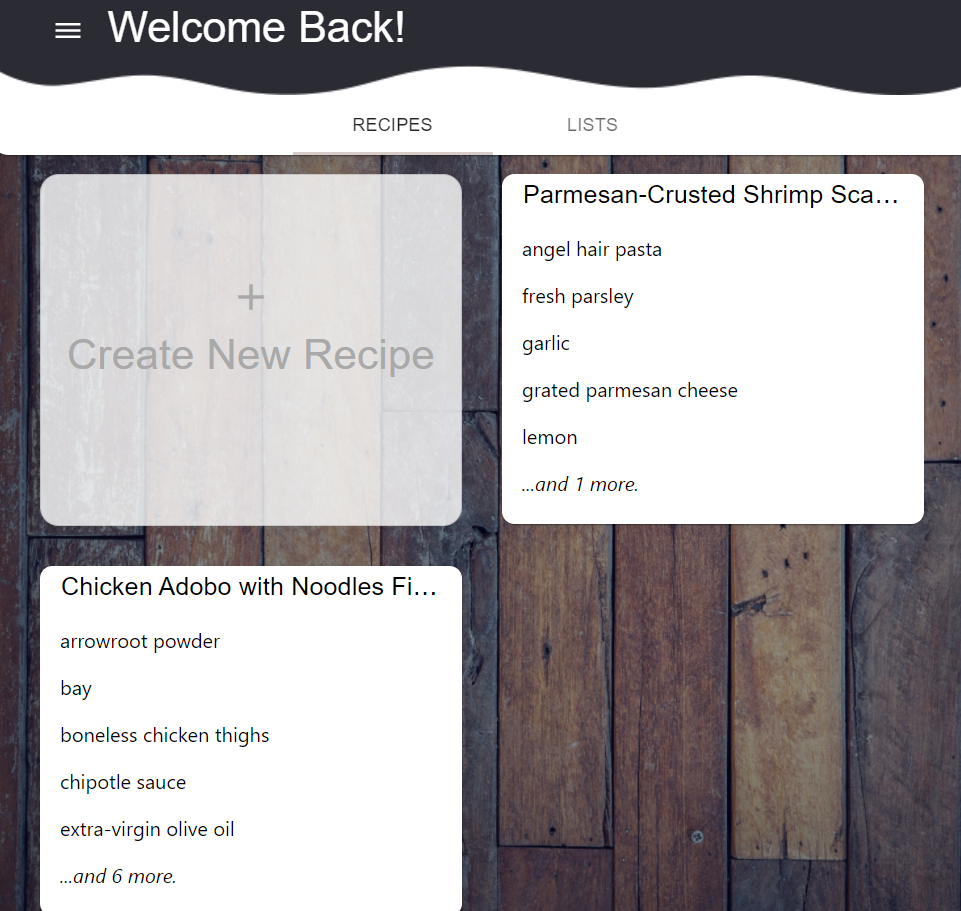 Welcome Back!
RECIPES
LISTS
+
Create New Recipe
Parmesan-Crusted Shrimp Sca...
angel hair pasta
fresh parsley
garlic
grated parmesan cheese
lemon
...and 1 more.
Chicken Adobo with Noodles Fi...
arrowroot powder
bay
boneless chicken thighs
chipotle sauce
extra-virgin olive oil
...and 6 more.